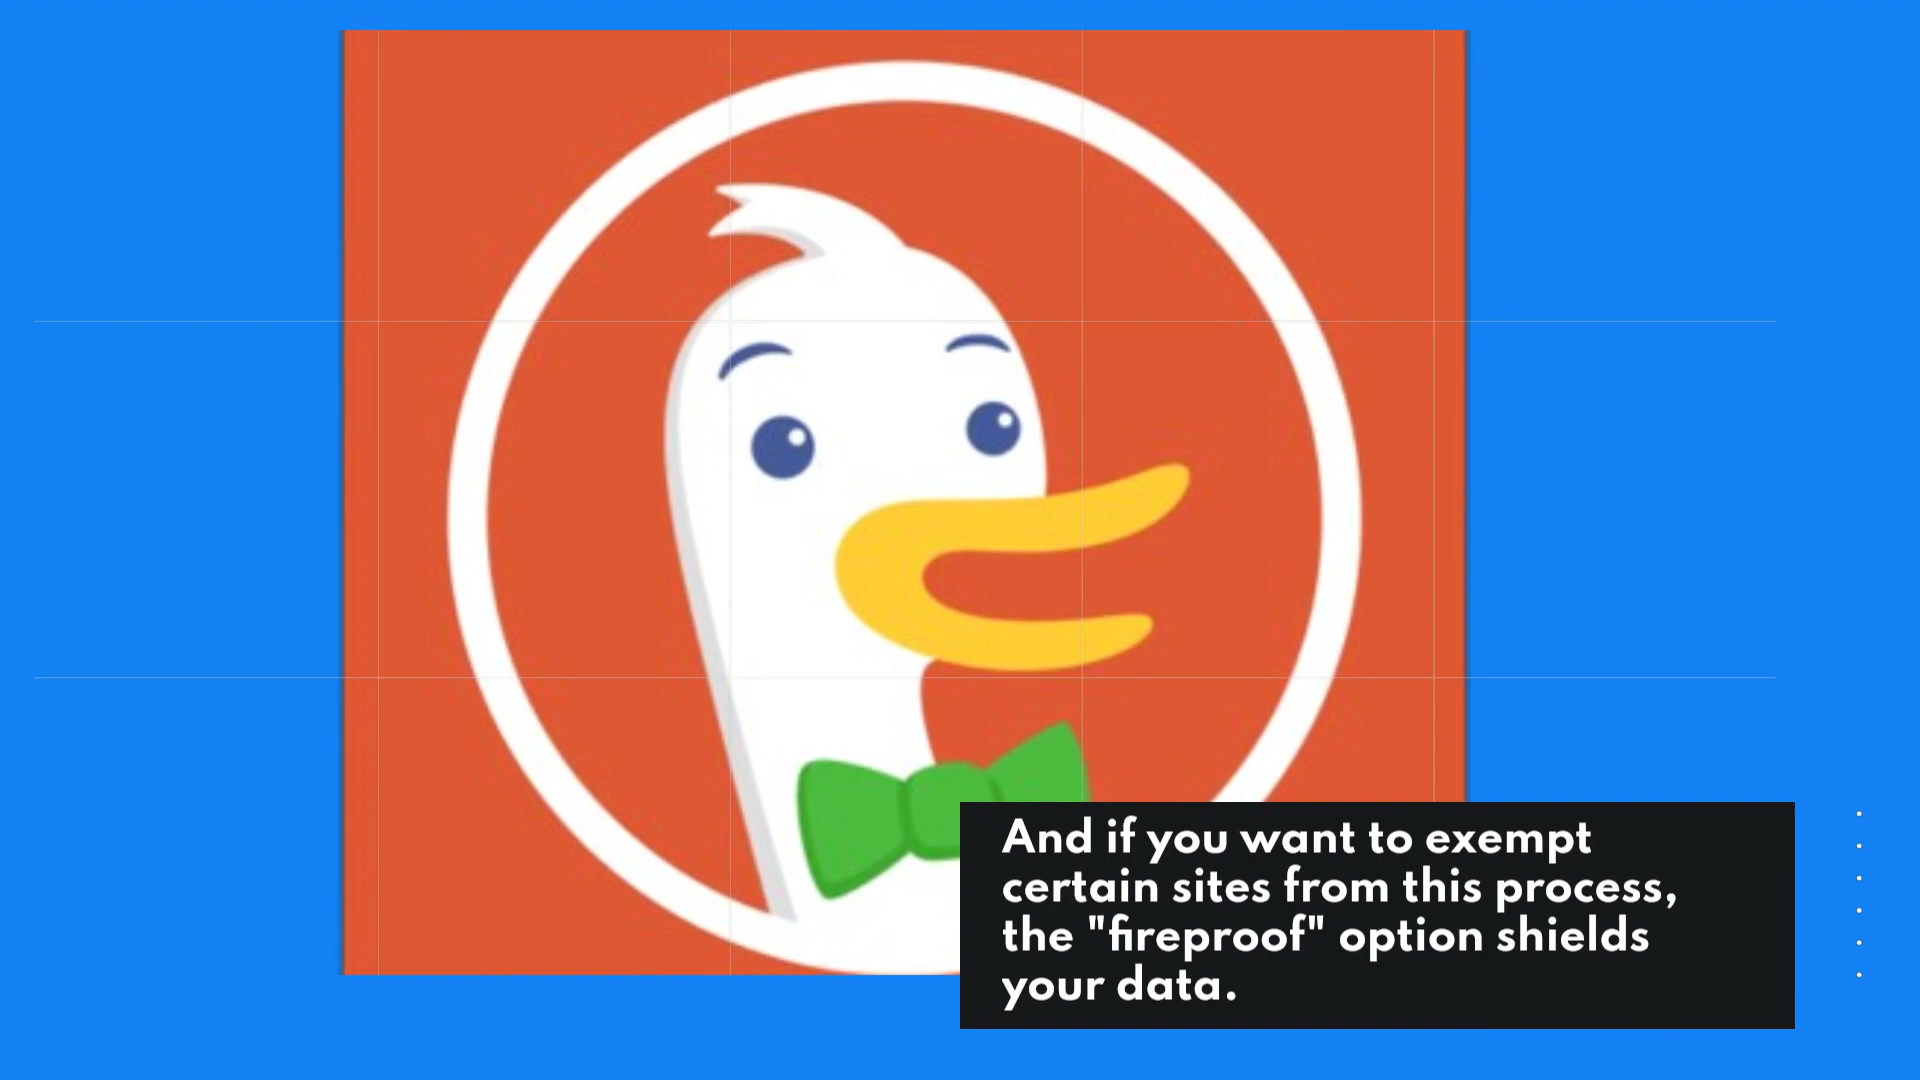 And if you want to exempt
certain sites from this process,
the "fireproof" option shields
your data.